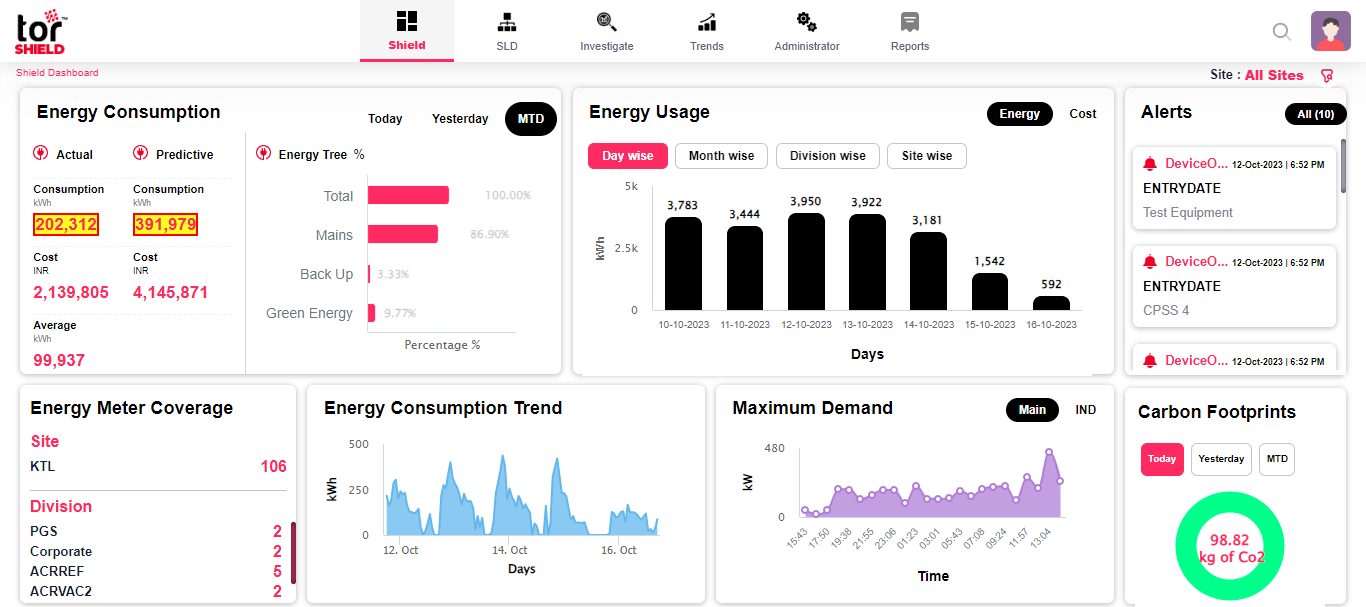 tor
SHIELD
Shield
SLD
Investigate
Trends
Administrator
Reports
Shield Dashboard
Site : All Sites
Energy Consumption
Today
Yesterday
MTD
Actual
Predictive
Consumption
kWh
202,312
Consumption
kWh
391,979
Cost
INR
2,139,805
Cost
INR
4,145,871
Average
kWh
99,937
Energy Tree %
Total
100.00%
Mains
86.90%
Back Up
3.33%
Green Energy
9.77%
Percentage %
Energy Usage
Energy
Cost
Day wise
Month wise
Division wise
Site wise
kWh
5k
2.5k
0
3,783
3,444
3,950
3,922
3,181
1,542
592
10-10-2023
11-10-2023
12-10-2023
13-10-2023
14-10-2023
15-10-2023
16-10-2023
Days
Alerts
All (10)
DeviceO... 12-Oct-2023 | 6:52 PM
ENTRYDATE
Test Equipment
DeviceO... 12-Oct-2023 | 6:52 PM
ENTRYDATE
CPSS 4
DeviceO... 12-Oct-2023 | 6:52 PM
Energy Meter Coverage
Site
KTL 106
Division
PGS 2
Corporate 2
ACRREF 5
ACRVAC2 2
Energy Consumption Trend
kWh
500
250
0
12. Oct
14. Oct
16. Oct
Days
Maximum Demand
Main
IND
kW
480
0
15:43
17:50
19:38
21:55
23:06
01:23
03:01
05:43
07:08
09:24
11:57
13:04
Time
Carbon Footprints
Today
Yesterday
MTD
98.82
kg of Co2